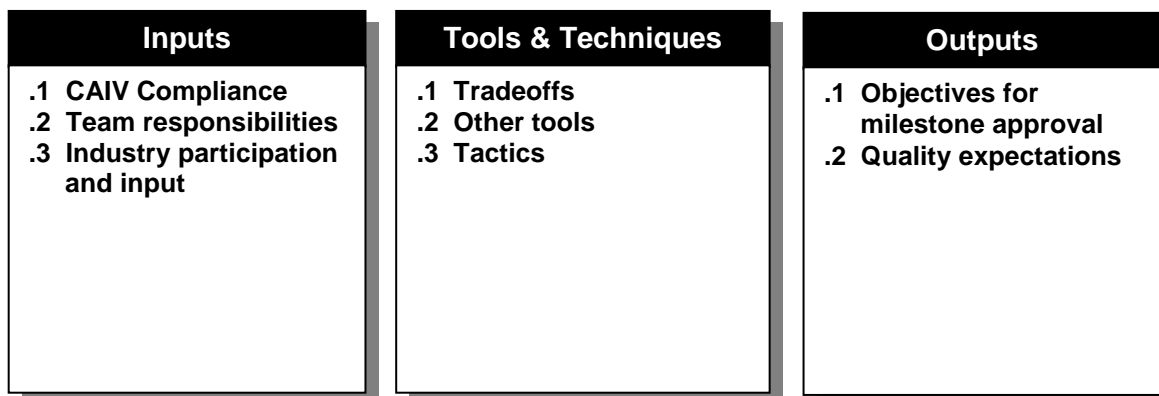 Inputs
.1 CAIV Compliance
.2 Team responsibilities
.3 Industry participation
and input
Tools & Techniques
.1 Tradeoffs
.2 Other tools
.3 Tactics
Outputs
.1 Objectives for
milestone approval
.2 Quality expectations